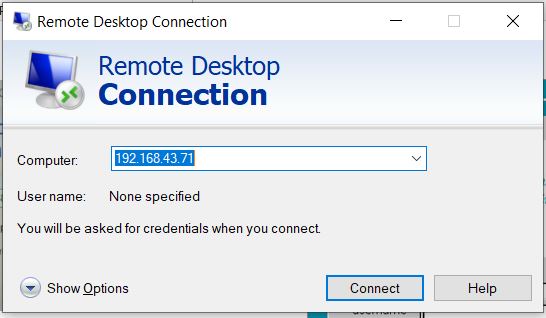 Remote Desktop Connection
Remote Desktop
Connection
Computer: 192.168.43.71
User name: None specified
You will be asked for credentials when you connect.
Show Options Connect Help
username